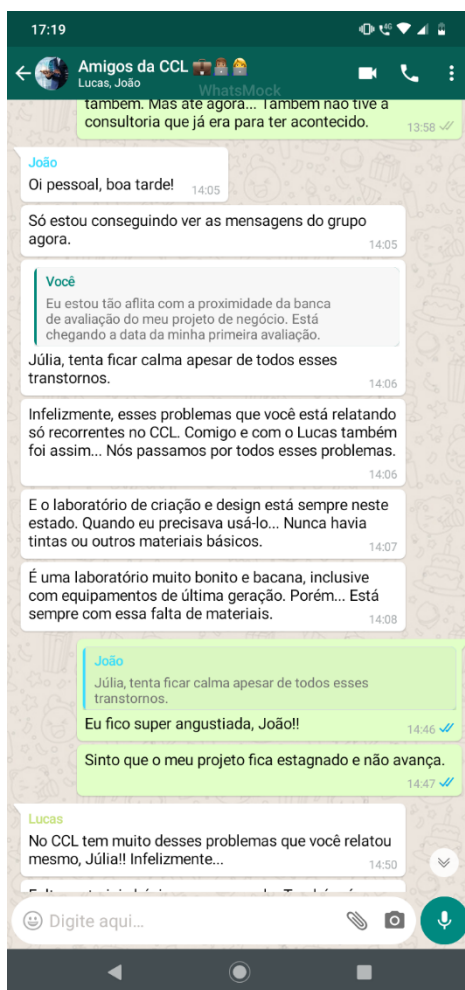 17:19
Amigos da CCL
Lucas, João
WhatsMock
também. Mas até agora... Também não tive a
consultoria que já era para ter acontecido.
13:58
João
Oi pessoal, boa tarde!
14:05
Só estou conseguindo ver as mensagens do grupo
agora.
14:05
Você
Eu estou tão aflita com a proximidade da banca
de avaliação do meu projeto de negócio. Está
chegando a data da minha primeira avaliação.
Júlia, tenta ficar calma apesar de todos esses
transtornos.
14:06
Infelizmente, esses problemas que você está relatando
só recorrentes no CCL. Comigo e com o Lucas também
foi assim... Nós passamos por todos esses problemas.
14:06
E o laboratório de criação e design está sempre neste
estado. Quando eu precisava usá-lo... Nunca havia
tintas ou outros materiais básicos.
14:07
É uma laboratório muito bonito e bacana, inclusive
com equipamentos de última geração. Porém... Está
sempre com essa falta de materiais.
14:08
João
Júlia, tenta ficar calma apesar de todos esses
transtornos.
Eu fico super angustiada, João!!
14:46
Sinto que o meu projeto fica estagnado e não avança.
14:47
Lucas
No CCL tem muito desses problemas que você relatou
mesmo, Júlia!! Infelizmente...
14:50
Digite aqui...